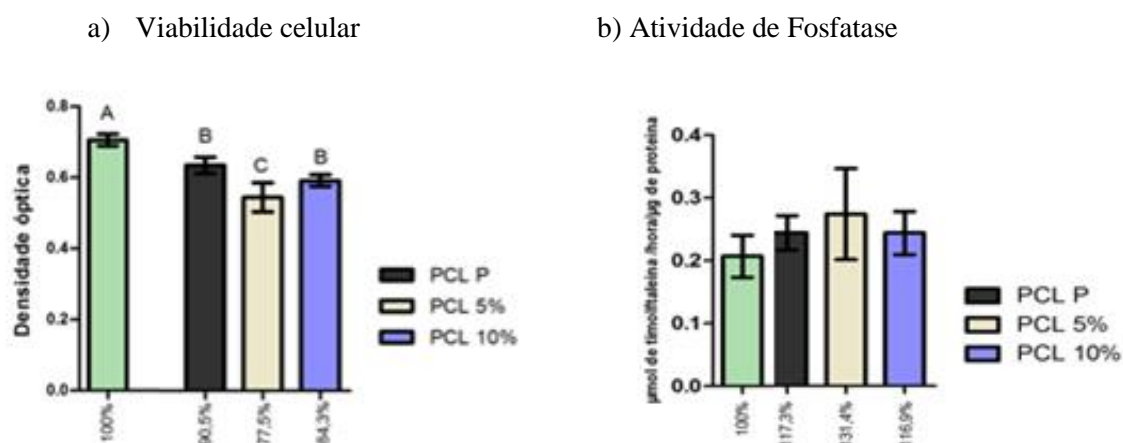 a) Viabilidade celular
b) Atividade de Fosfatase
Densidade óptica
0.8
0.6
0.4
0.2
0.0
A
B
C
B
100%
90,5%
77,5%
84,3%
PCL P
PCL 5%
PCL 10%
µmol de timolftaleina /hora/µg de proteina
0.4
0.3
0.2
0.1
0.0
100%
117,3%
131,4%
116,9%
PCL P
PCL 5%
PCL 10%